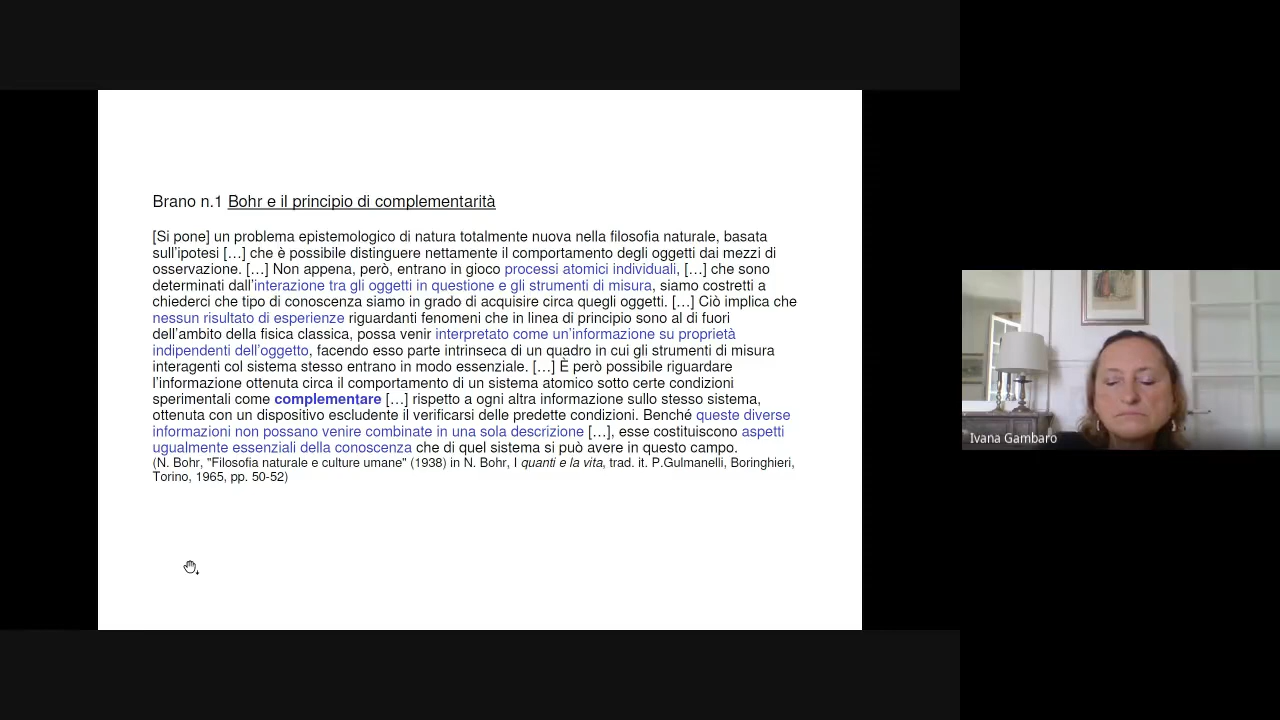 Brano n.1 Bohr e il principio di complementarità
[Si pone] un problema epistemologico di natura totalmente nuova nella filosofia naturale, basata
sull'ipotesi […] che è possibile distinguere nettamente il comportamento degli oggetti dai mezzi di
osservazione. […] Non appena, però, entrano in gioco processi atomici individuali, […] che sono
determinati dall'interazione tra gli oggetti in questione e gli strumenti di misura, siamo costretti a
chiederci che tipo di conoscenza siamo in grado di acquisire circa quegli oggetti. […] Ciò implica che
nessun risultato di esperienze riguardanti fenomeni che in linea di principio sono al di fuori
dell'ambito della fisica classica, possa venir interpretato come un'informazione su proprietà
indipendenti dell'oggetto, facendo esso parte intrinseca di un quadro in cui gli strumenti di misura
interagenti col sistema stesso entrano in modo essenziale. […] È però possibile riguardare
l'informazione ottenuta circa il comportamento di un sistema atomico sotto certe condizioni
sperimentali come complementare […] rispetto a ogni altra informazione sullo stesso sistema,
ottenuta con un dispositivo escludente il verificarsi delle predette condizioni. Benché queste diverse
informazioni non possano venire combinate in una sola descrizione […], esse costituiscono aspetti
ugualmente essenziali della conoscenza che di quel sistema si può avere in questo campo.
(N. Bohr, "Filosofia naturale e culture umane" (1938) in N. Bohr, I quanti e la vita, trad. it. P.Gulmanelli, Boringhieri,
Torino, 1965, pp. 50-52)
Ivana Gambaro